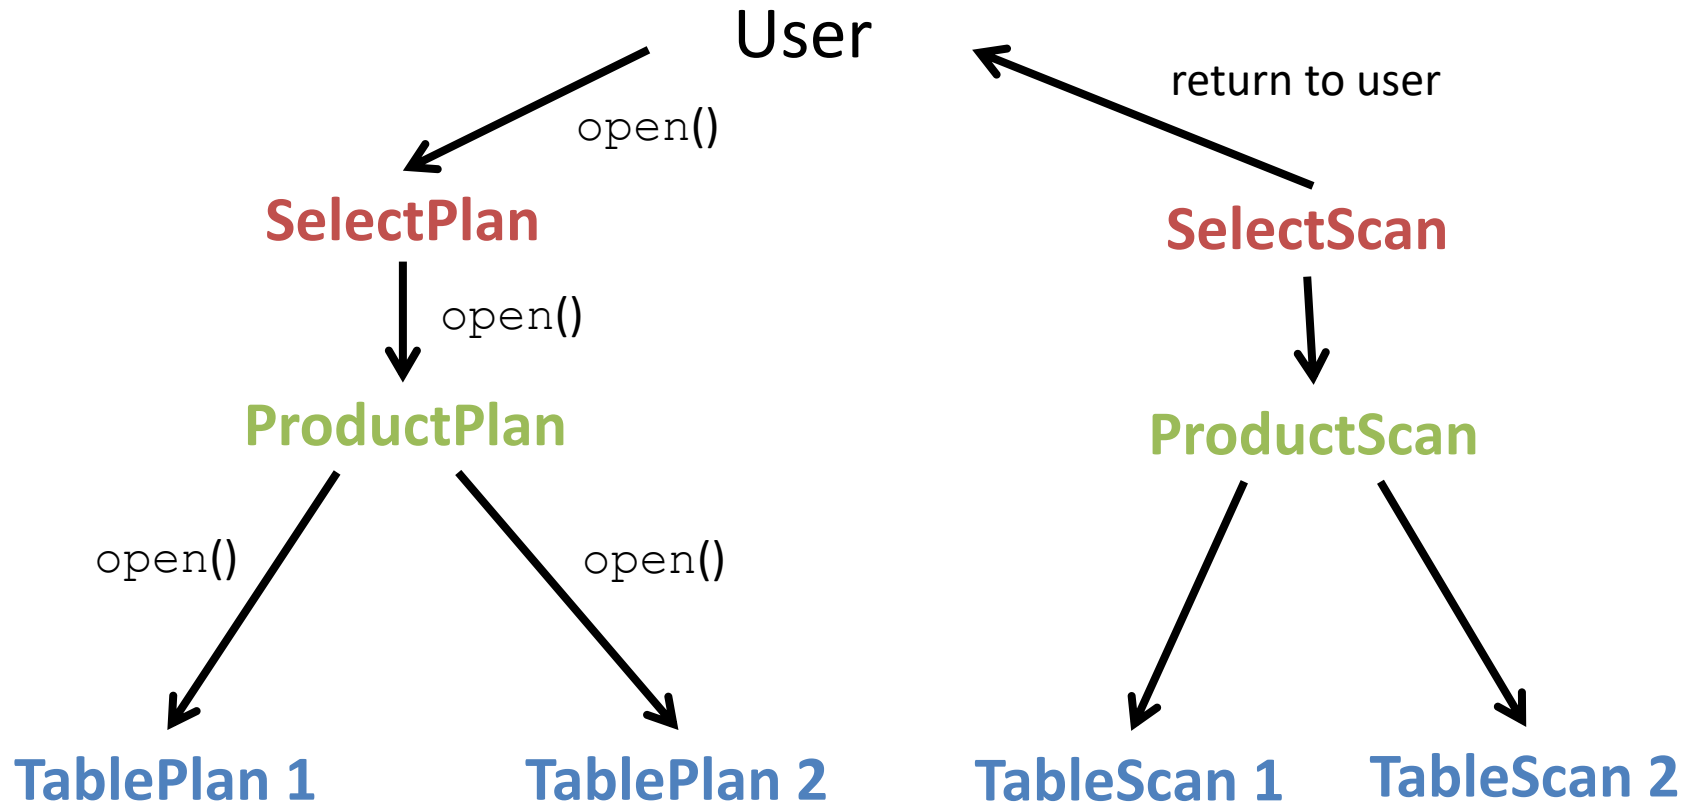 User
return to user
open()
SelectPlan
SelectScan
open()
ProductPlan
ProductScan
open()
open()
TablePlan 1
TablePlan 2
TableScan 1
TableScan 2